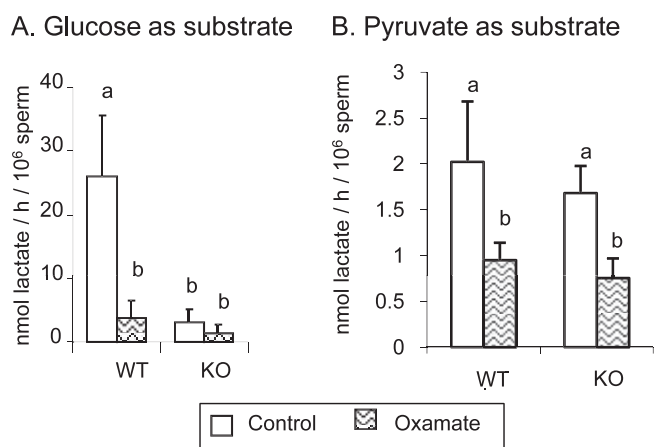 A. Glucose as substrate
nmol lactate / h / 10⁶ sperm
40
30
20
10
0
a
b
b
b
WT
KO
B. Pyruvate as substrate
nmol lactate / h / 10⁶ sperm
3
2.5
2
1.5
1
0.5
0
a
b
a
b
WT
KO
Control
Oxamate